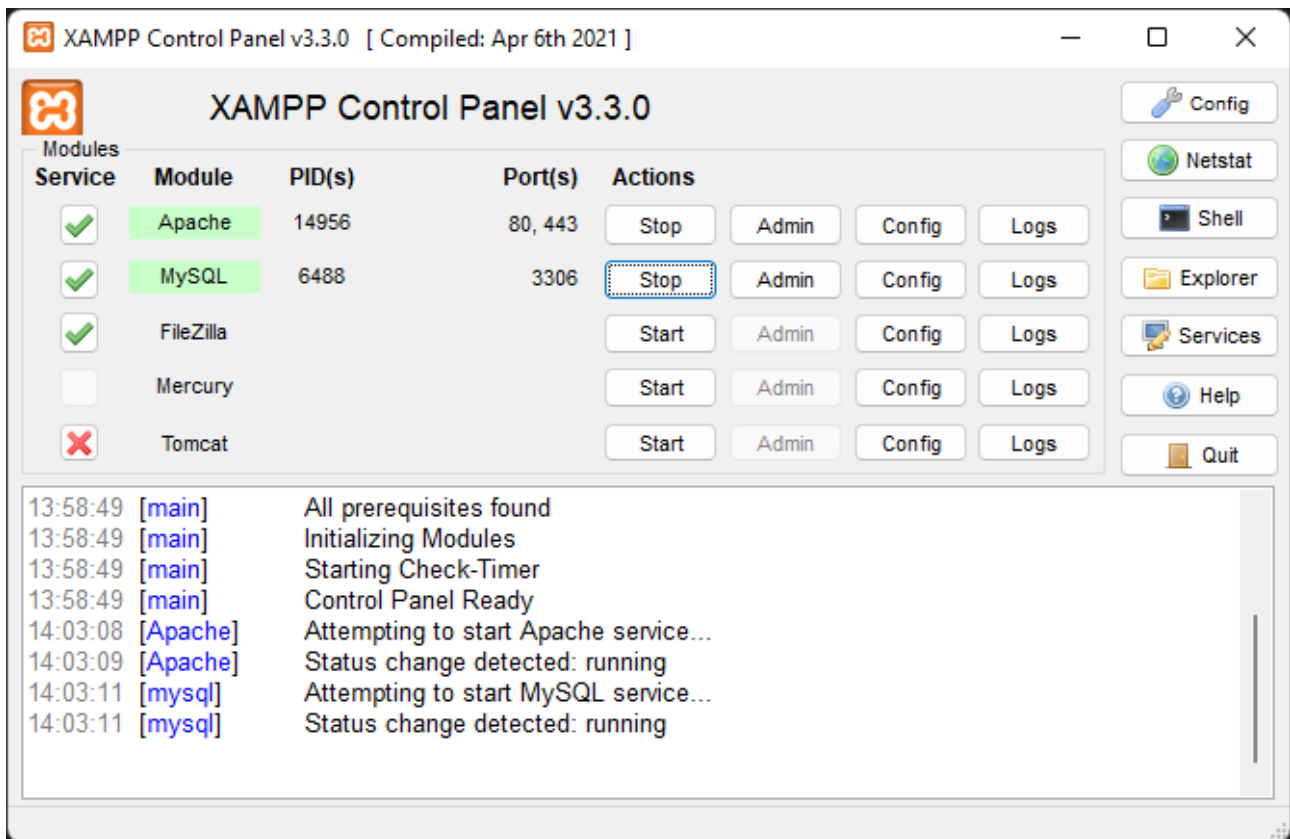 XAMPP Control Panel v3.3.0 [ Compiled: Apr 6th 2021 ]
XAMPP Control Panel v3.3.0
Config
Modules
Service Module PID(s) Port(s) Actions
Netstat
Apache 14956 80, 443 Stop Admin Config Logs
Shell
MySQL 6488 3306 Stop Admin Config Logs
Explorer
FileZilla Start Admin Config Logs
Services
Mercury Start Admin Config Logs
Help
Tomcat Start Admin Config Logs
Quit
13:58:49 [main] All prerequisites found
13:58:49 [main] Initializing Modules
13:58:49 [main] Starting Check-Timer
13:58:49 [main] Control Panel Ready
14:03:08 [Apache] Attempting to start Apache service...
14:03:09 [Apache] Status change detected: running
14:03:11 [mysql] Attempting to start MySQL service...
14:03:11 [mysql] Status change detected: running